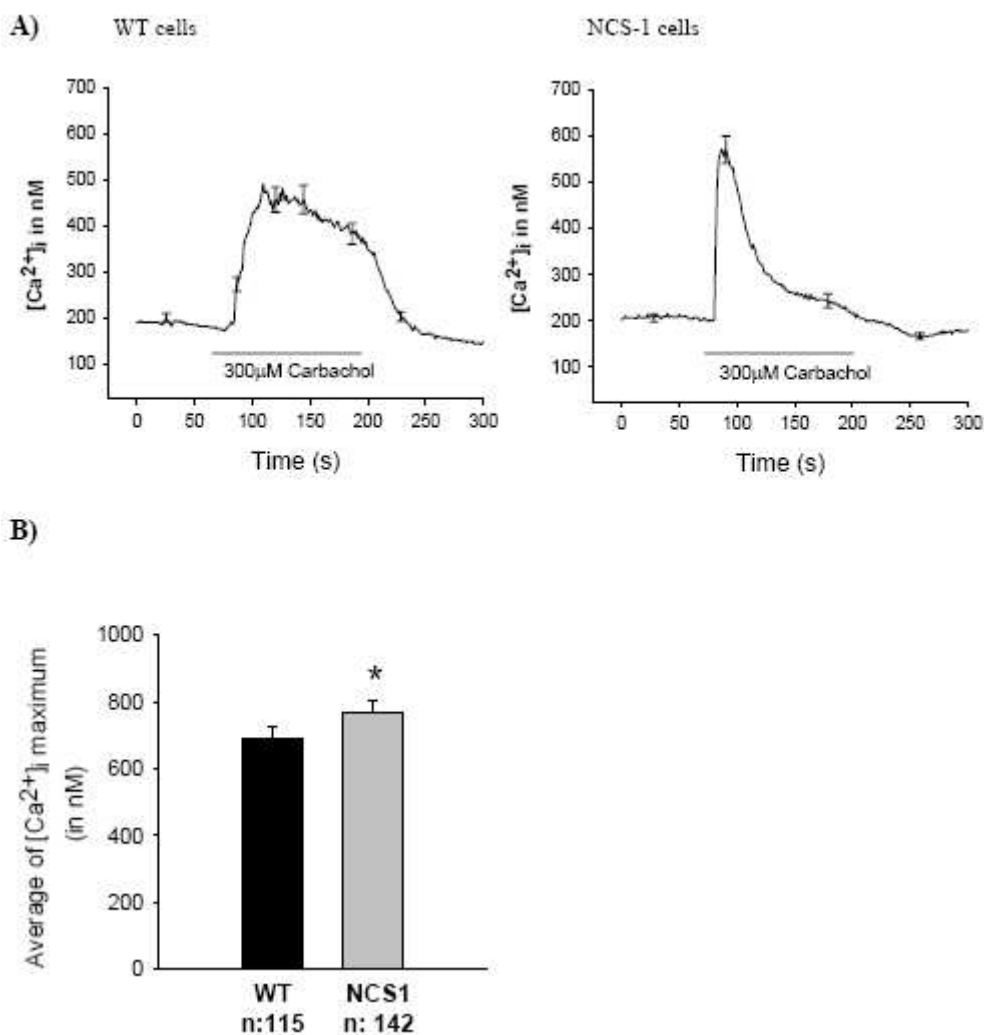 A)
WT cells
NCS-1 cells
700
600
500
400
300
200
100
[Ca2+]i in nM
300μM Carbachol
0 50 100 150 200 250 300
Time (s)
700
600
500
400
300
200
100
[Ca2+]i in nM
300μM Carbachol
0 50 100 150 200 250 300
Time (s)
B)
Average of [Ca2+]i maximum
(in nM)
1000
800
600
400
200
0
*
WT NCS1
n:115 n: 142